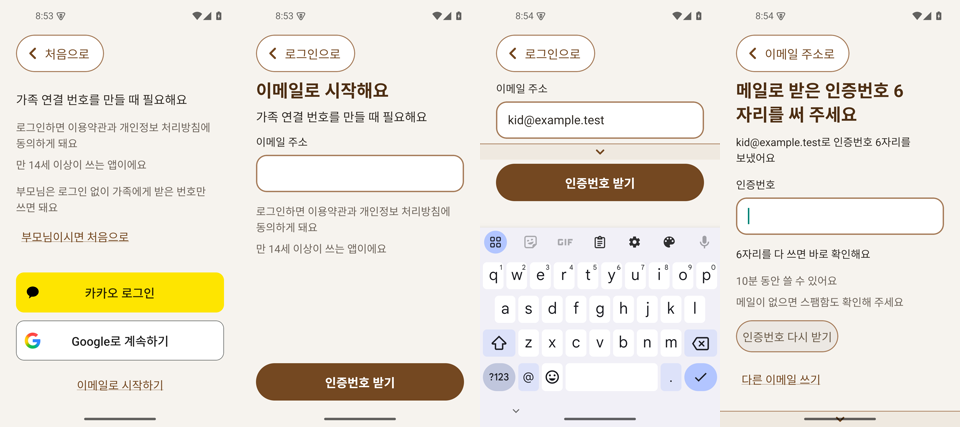 8:53
처음으로
가족 연결 번호를 만들 때 필요해요
로그인하면 이용약관과 개인정보 처리방침에
동의하게 돼요
만 14세 이상이 쓰는 앱이에요
부모님은 로그인 없이 가족에게 받은 번호만
쓰면 돼요
부모님이시면 처음으로
카카오 로그인
Google로 계속하기
이메일로 시작하기
8:53
로그인으로
이메일로 시작해요
가족 연결 번호를 만들 때 필요해요
이메일 주소
로그인하면 이용약관과 개인정보 처리방침에
동의하게 돼요
만 14세 이상이 쓰는 앱이에요
인증번호 받기
8:54
로그인으로
이메일 주소
kid@example.test
인증번호 받기
GIF
q1 w2 e3 r4 t5 y6 u7 i8 o9 p0
a s d f g h j k l
z x c v b n m
?123 @ .
8:54
이메일 주소로
메일로 받은 인증번호 6
자리를 써 주세요
kid@example.test로 인증번호 6자리를
보냈어요
인증번호
6자리를 다 쓰면 바로 확인해요
10분 동안 쓸 수 있어요
메일이 없으면 스팸함도 확인해 주세요
인증번호 다시 받기
다른 이메일 쓰기